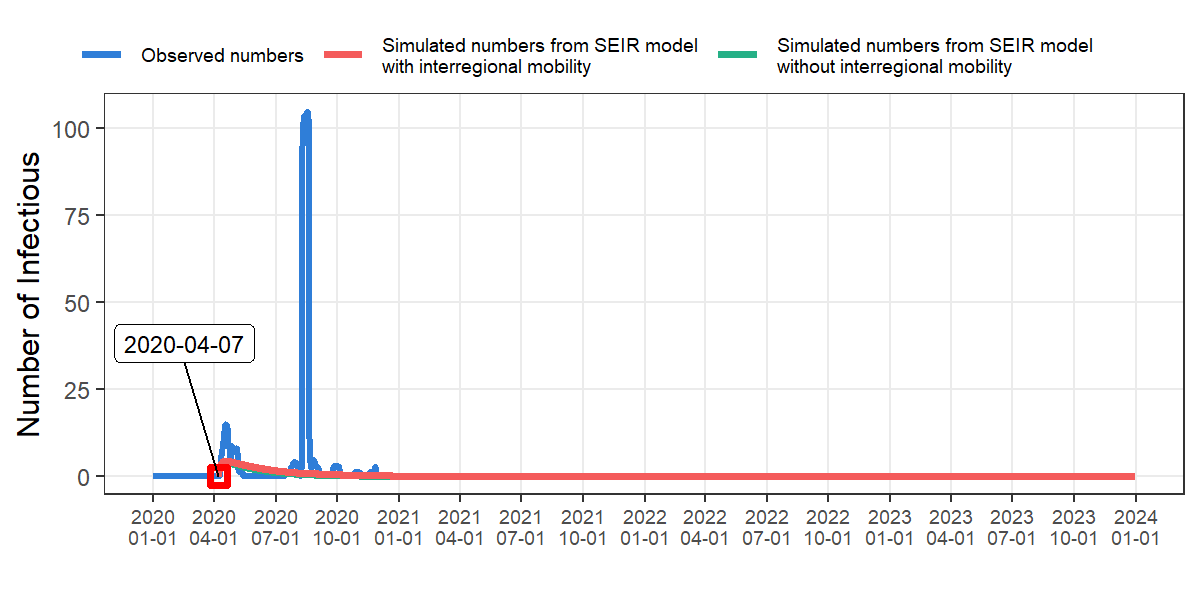 Observed numbers
Simulated numbers from SEIR model
with interregional mobility
Simulated numbers from SEIR model
without interregional mobility
Number of Infectious
100
75
50
25
0
2020-04-07
2020 2020 2020 2020 2021 2021 2021 2021 2022 2022 2022 2022 2023 2023 2023 2023 2024
01-01 04-01 07-01 10-01 01-01 04-01 07-01 10-01 01-01 04-01 07-01 10-01 01-01 04-01 07-01 10-01 01-01